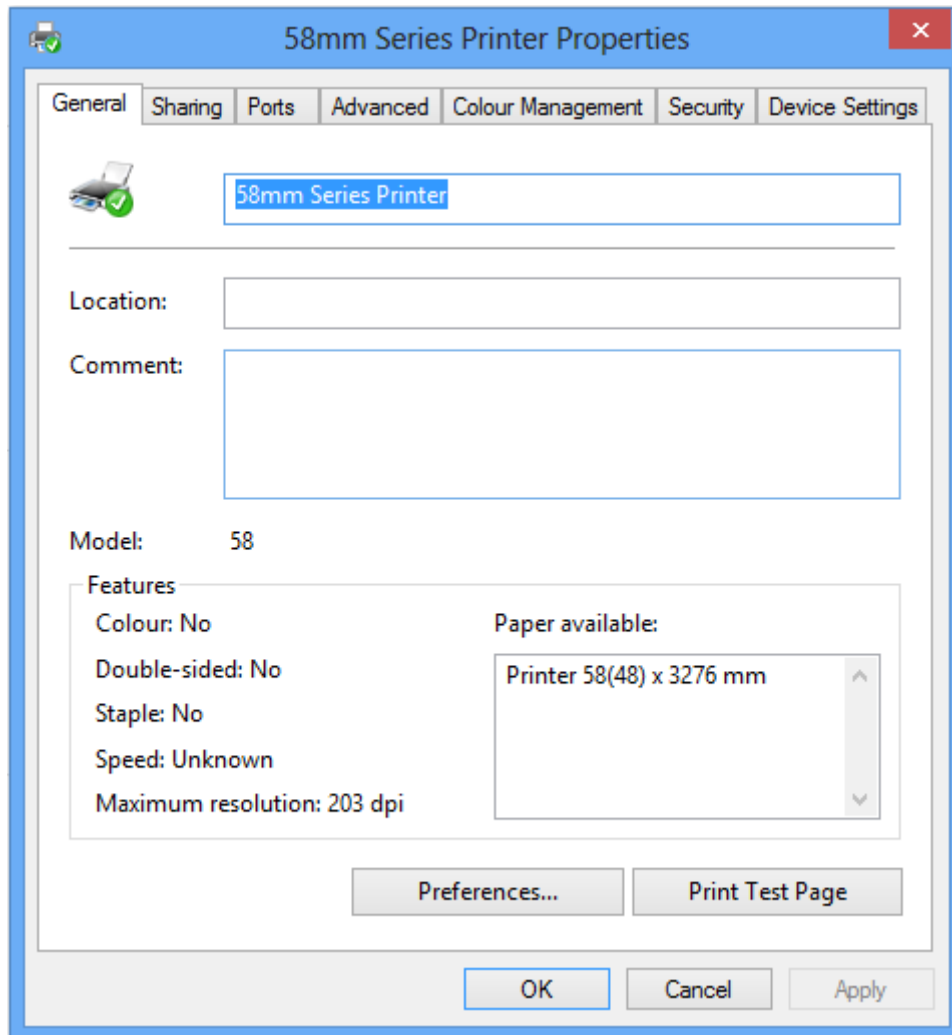 58mm Series Printer Properties
General Sharing Ports Advanced Colour Management Security Device Settings
58mm Series Printer
Location:
Comment:
Model: 58
Features
Colour: No
Double-sided: No
Staple: No
Speed: Unknown
Maximum resolution: 203 dpi
Paper available:
Printer 58(48) x 3276 mm
Preferences... Print Test Page
OK Cancel Apply